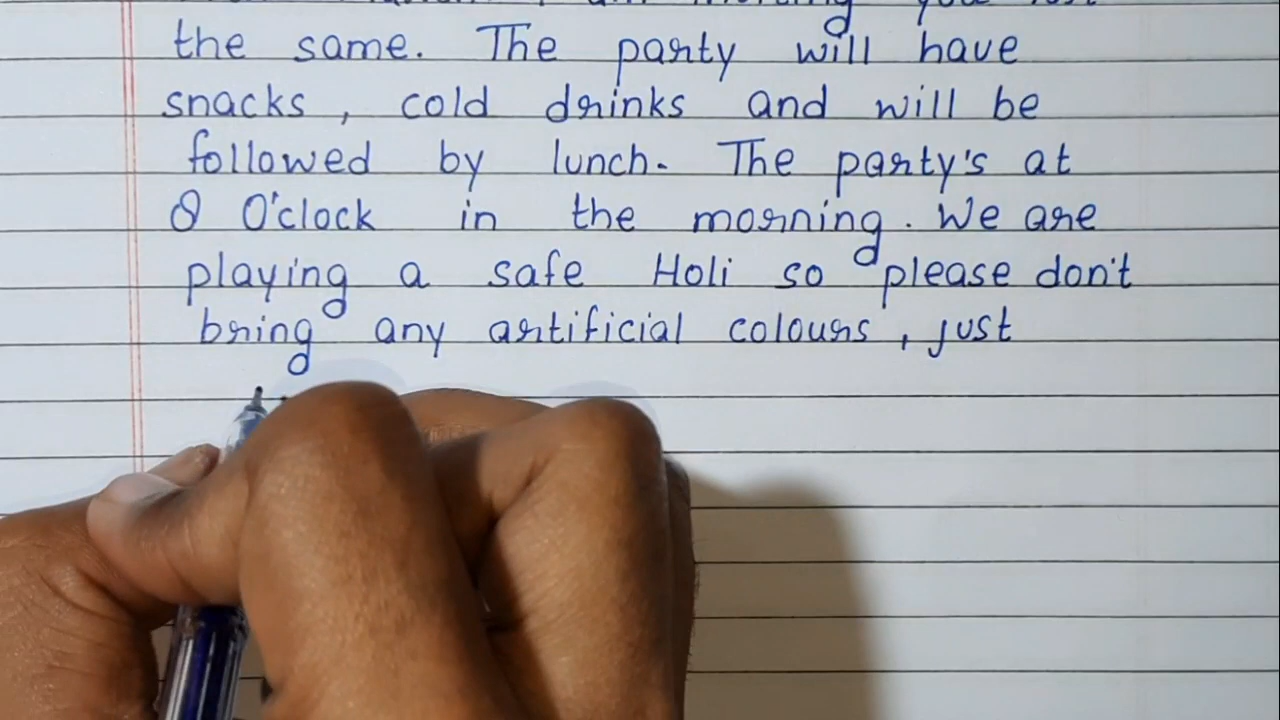 the same. The party will have
snacks, cold drinks and will be
followed by lunch. The party's at
8 O'clock in the morning. We are
playing a safe Holi so please don't
bring any artificial colours, just